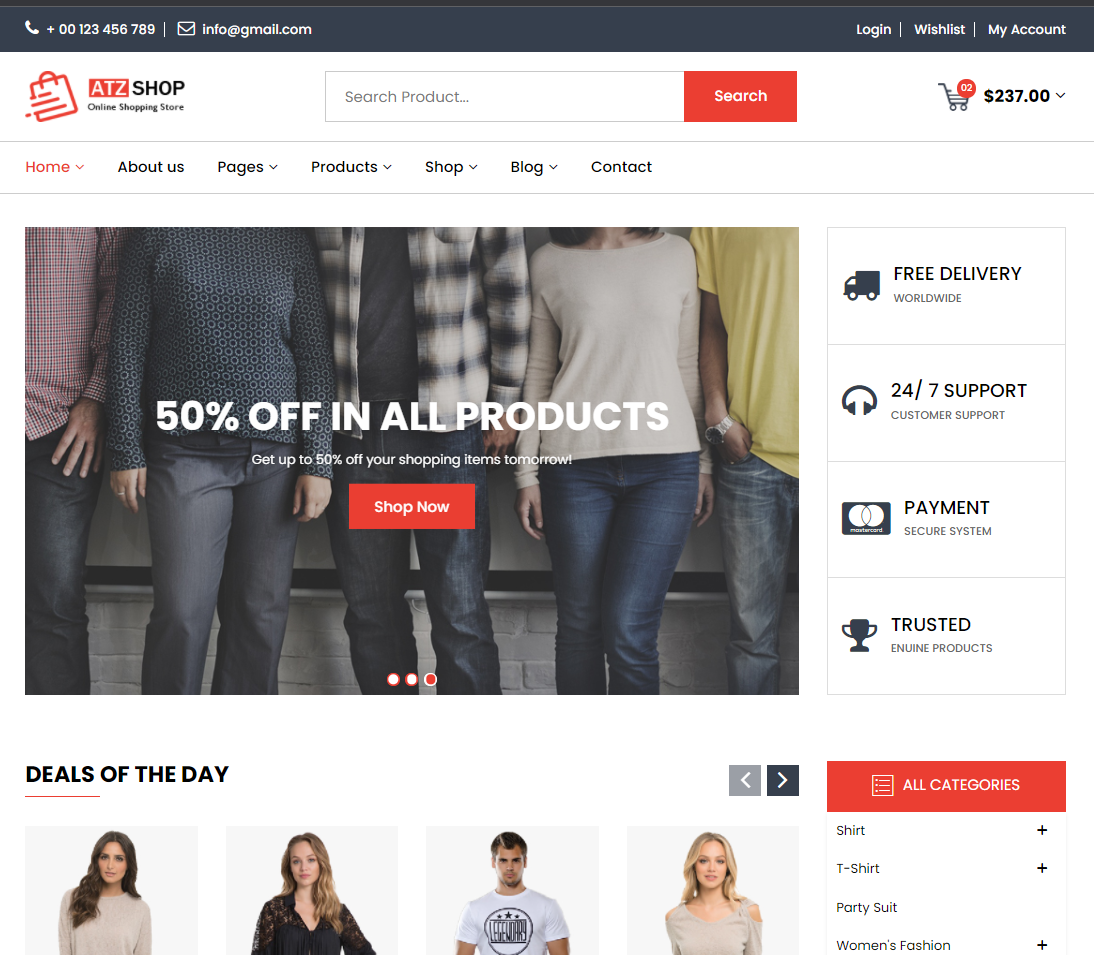 + 00 123 456 789
info@gmail.com
Login
Wishlist
My Account
ATZ SHOP
Online Shopping Store
Search Product...
Search
02
$237.00
Home
About us
Pages
Products
Shop
Blog
Contact
50% OFF IN ALL PRODUCTS
Get up to 50% off your shopping items tomorrow!
Shop Now
FREE DELIVERY
WORLDWIDE
24/ 7 SUPPORT
CUSTOMER SUPPORT
mastercard
PAYMENT
SECURE SYSTEM
TRUSTED
ENUINE PRODUCTS
DEALS OF THE DAY
LEGENDARY
ALL CATEGORIES
Shirt
T-Shirt
Party Suit
Women's Fashion